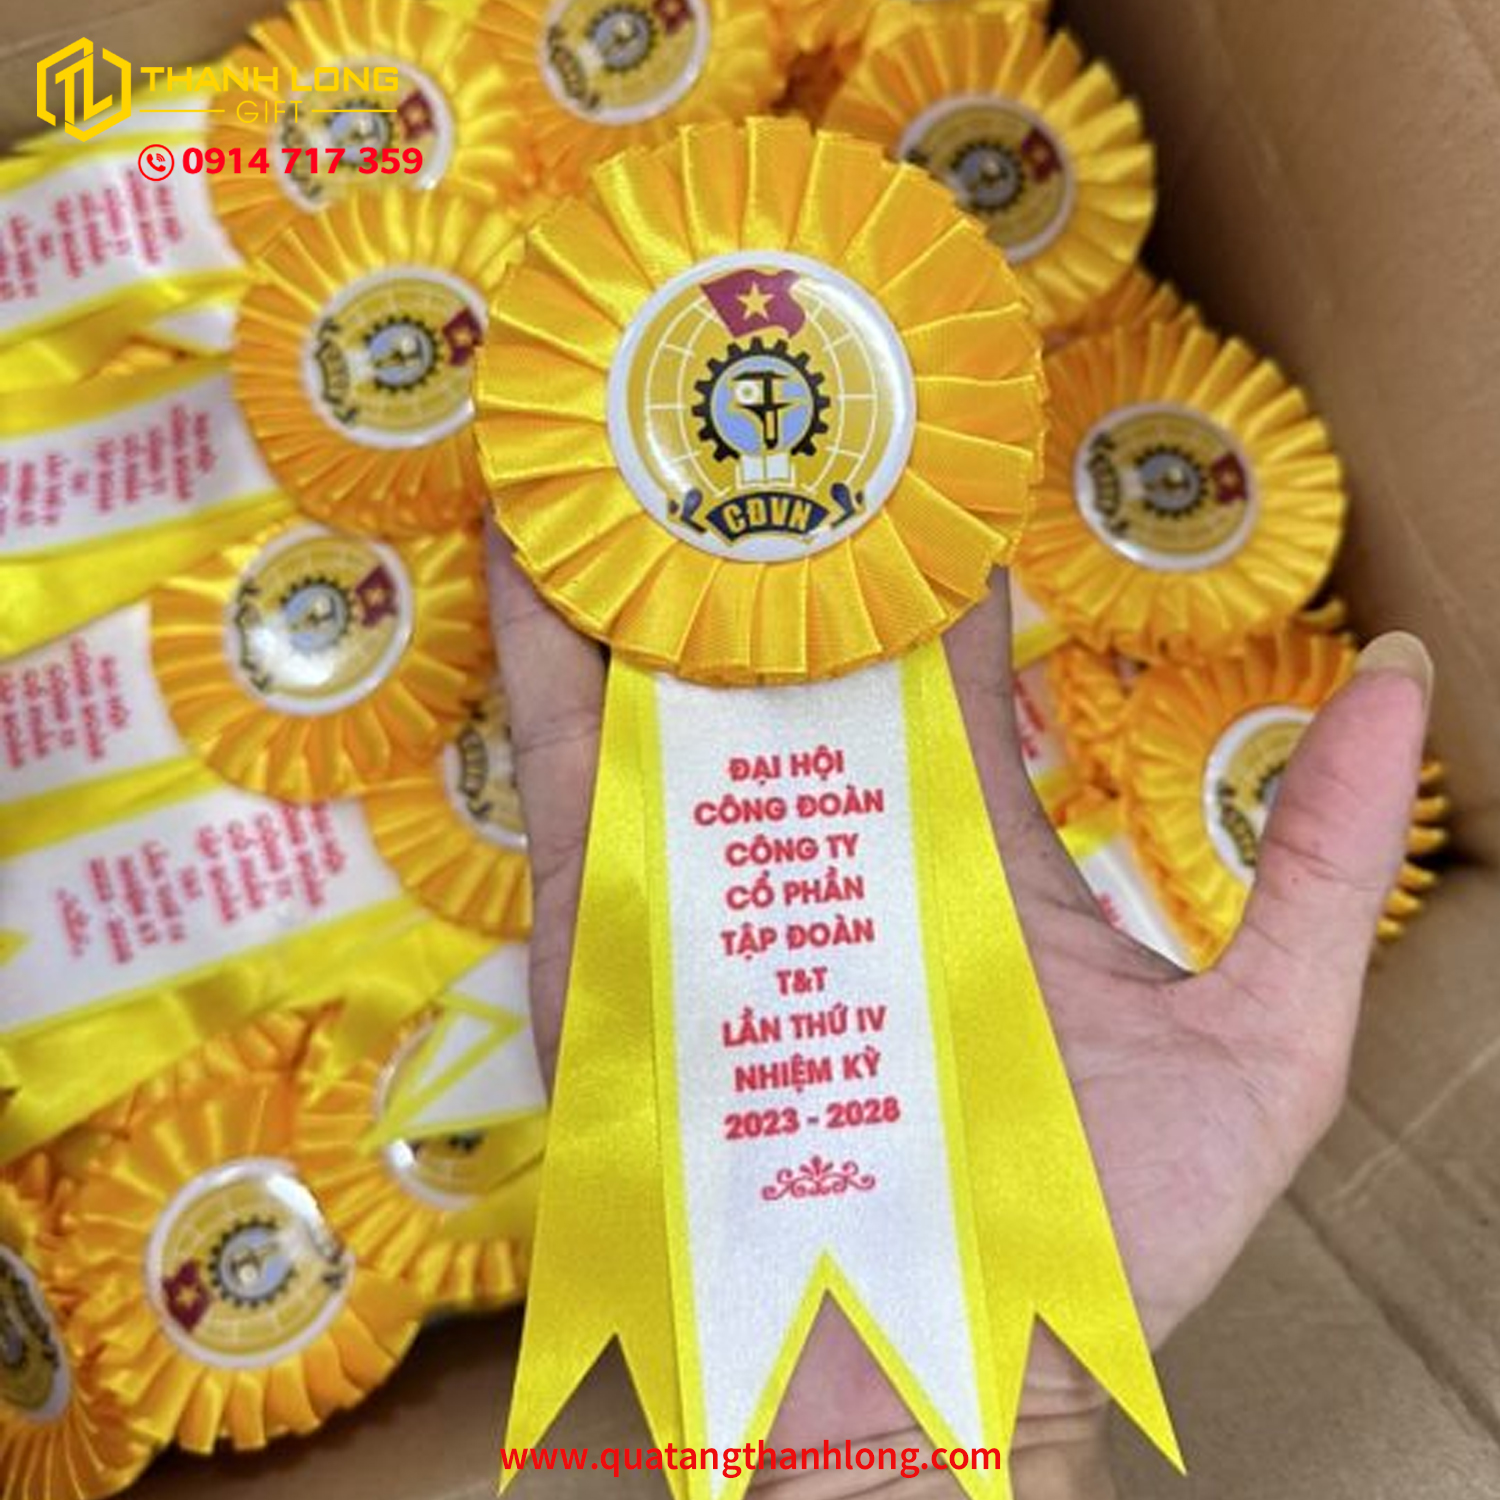 THANH LONG
GIFT
0914 717 359
CĐVN
ĐẠI HỘI
CÔNG ĐOÀN
CÔNG TY
CỔ PHẦN
TẬP ĐOÀN
T&T
LẦN THỨ IV
NHIỆM KỲ
2023 - 2028
www.quatangthanhlong.com